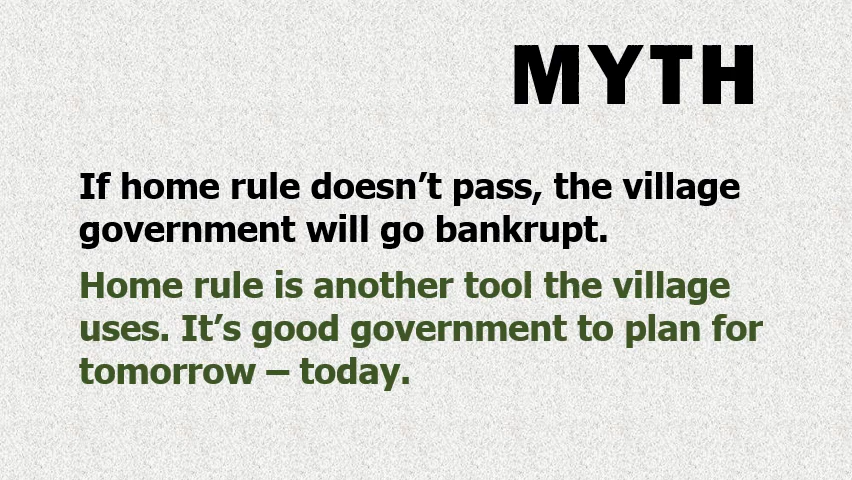 MYTH
If home rule doesn’t pass, the village
government will go bankrupt.
Home rule is another tool the village
uses. It’s good government to plan for
tomorrow – today.